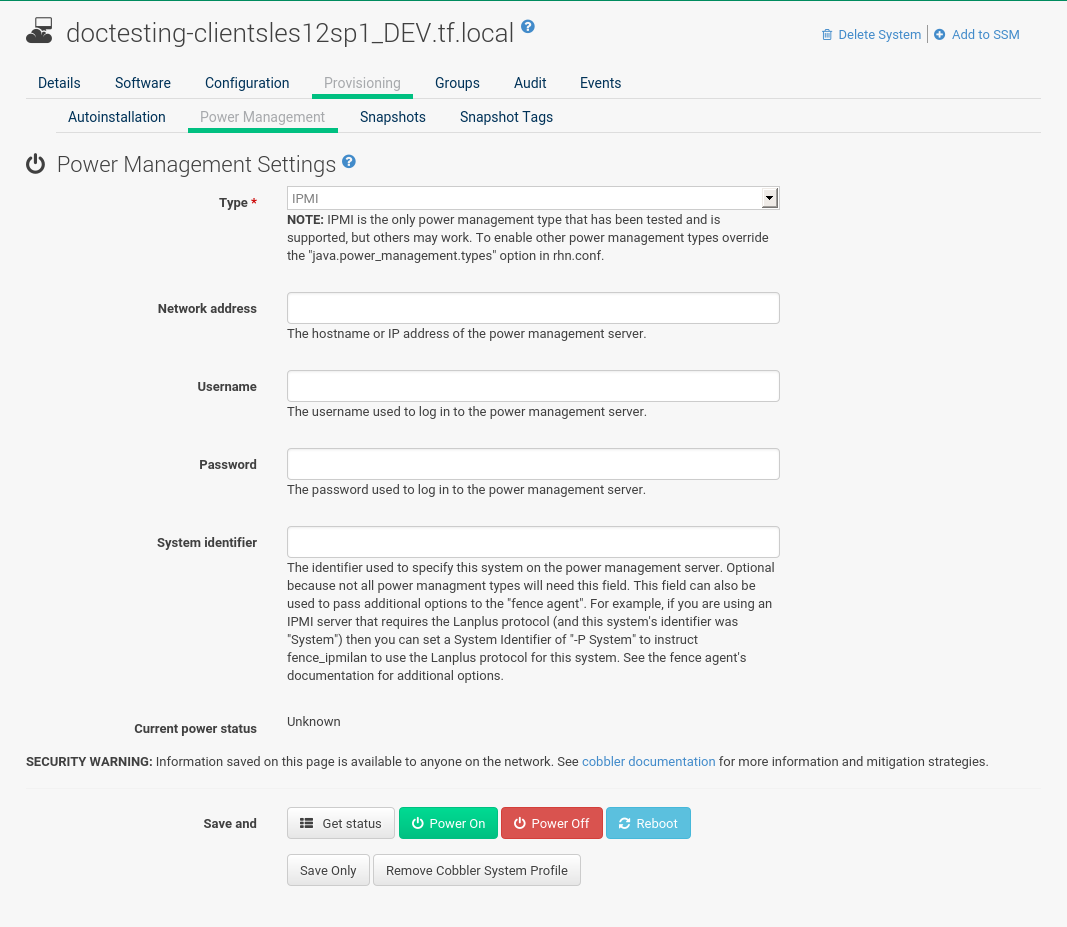 doctesting-clientsles12sp1_DEV.tf.local ?
Delete System | Add to SSM
Details Software Configuration Provisioning Groups Audit Events
Autoinstallation Power Management Snapshots Snapshot Tags
Power Management Settings ?
Type * IPMI
NOTE: IPMI is the only power management type that has been tested and is
supported, but others may work. To enable other power management types override
the "java.power_management.types" option in rhn.conf.
Network address
The hostname or IP address of the power management server.
Username
The username used to log in to the power management server.
Password
The password used to log in to the power management server.
System identifier
The identifier used to specify this system on the power management server. Optional
because not all power managment types will need this field. This field can also be
used to pass additional options to the "fence agent". For example, if you are using an
IPMI server that requires the Lanplus protocol (and this system's identifier was
"System") then you can set a System Identifier of "-P System" to instruct
fence_ipmilan to use the Lanplus protocol for this system. See the fence agent's
documentation for additional options.
Current power status Unknown
SECURITY WARNING: Information saved on this page is available to anyone on the network. See cobbler documentation for more information and mitigation strategies.
Save and Get status Power On Power Off Reboot
Save Only Remove Cobbler System Profile